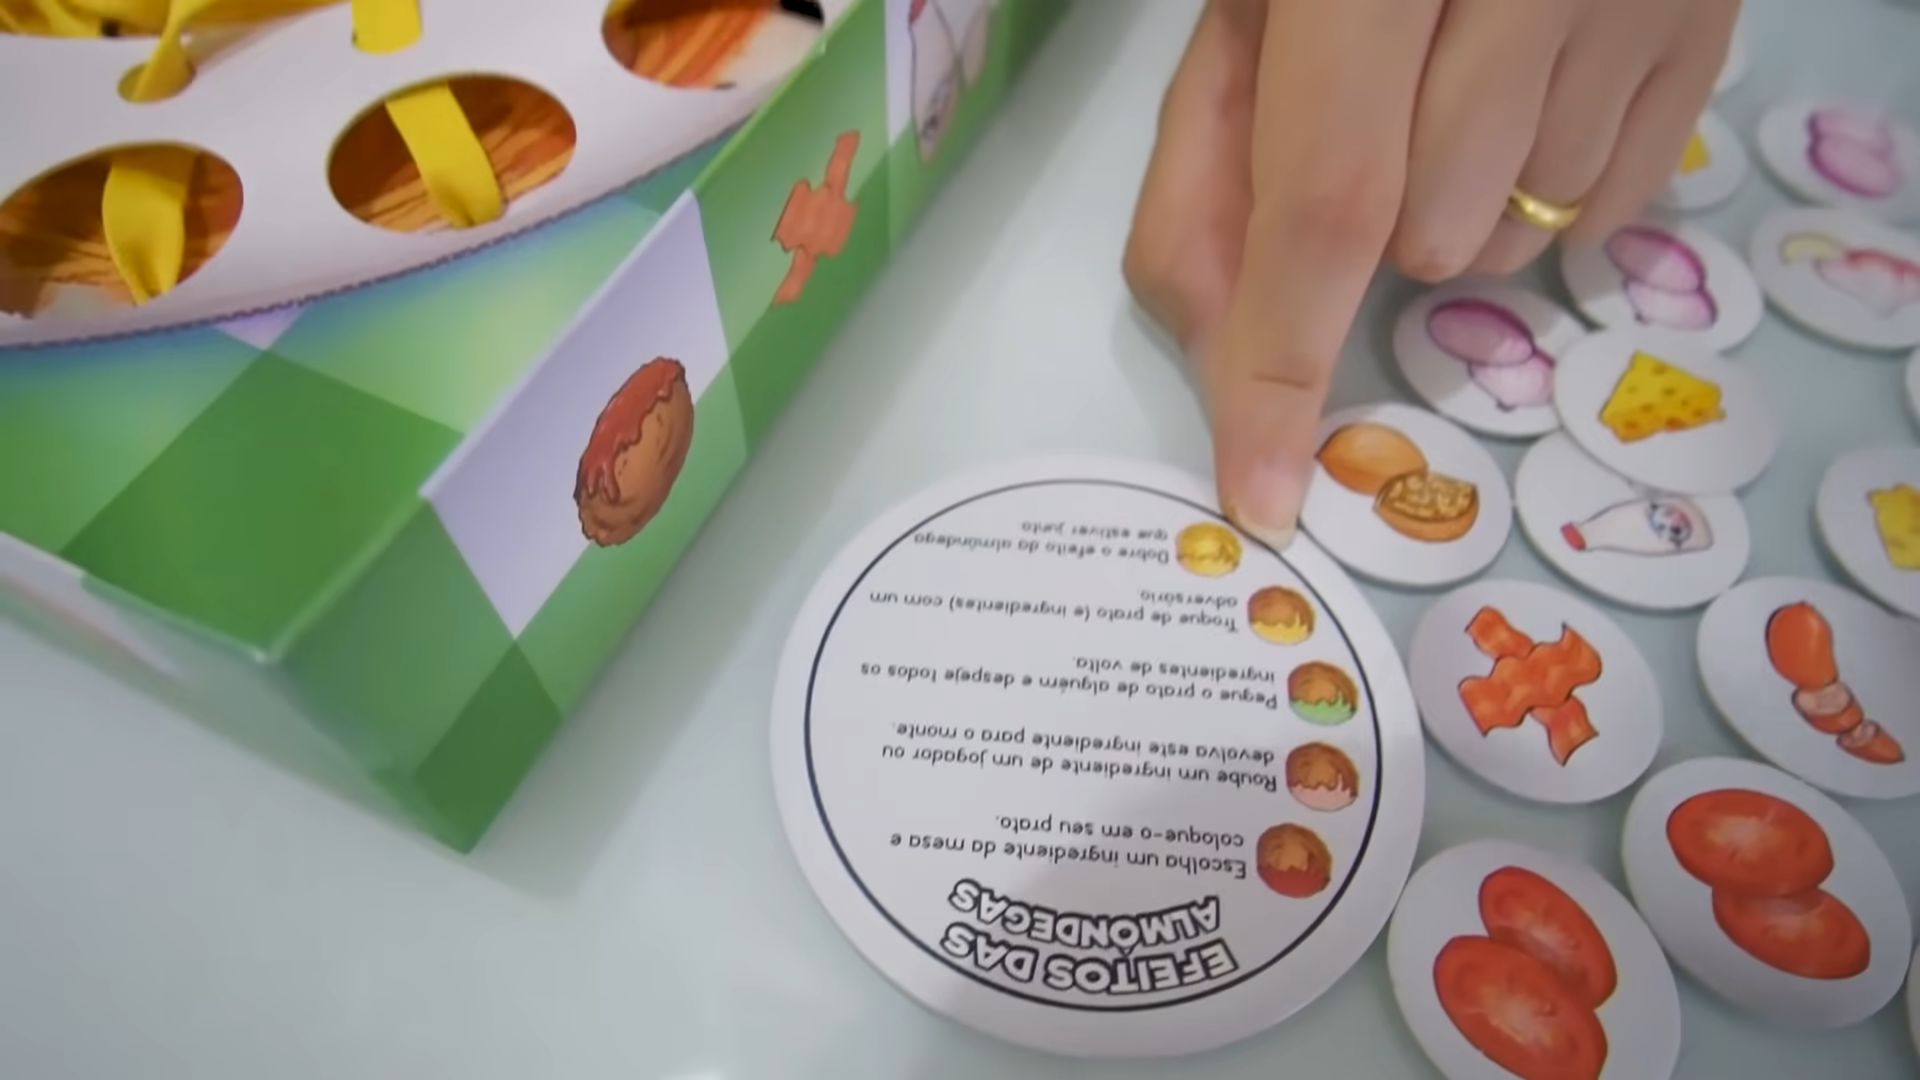 EFEITOS DAS
ALMÔNDEGAS
Escolha um ingrediente da mesa e
coloque-o em seu prato.
Roube um ingrediente de um jogador ou
devolva este ingrediente para o monte.
Pegue o prato de alguém e despeje todos os
ingredientes de volta.
Troque de prato (e ingredientes) com um
adversário.
Dobre o efeito da almôndega
que estiver junto.